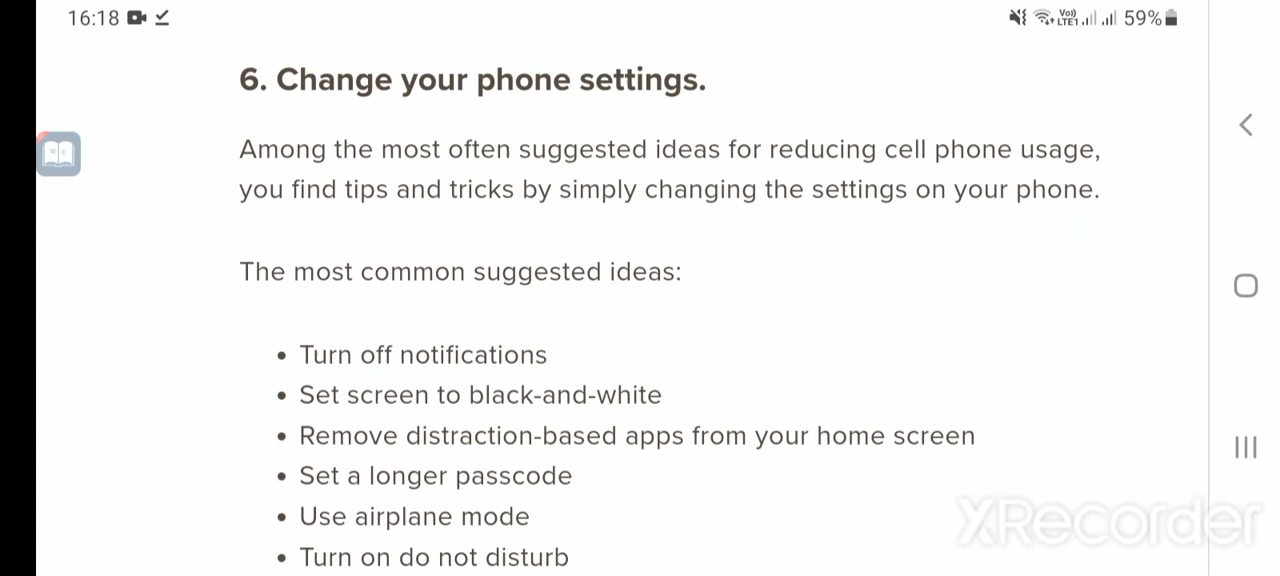 16:18 Vo)) LTE1 59%
6. Change your phone settings.
Among the most often suggested ideas for reducing cell phone usage,
you find tips and tricks by simply changing the settings on your phone.
The most common suggested ideas:
• Turn off notifications
• Set screen to black-and-white
• Remove distraction-based apps from your home screen
• Set a longer passcode
• Use airplane mode
• Turn on do not disturb
XRecorder